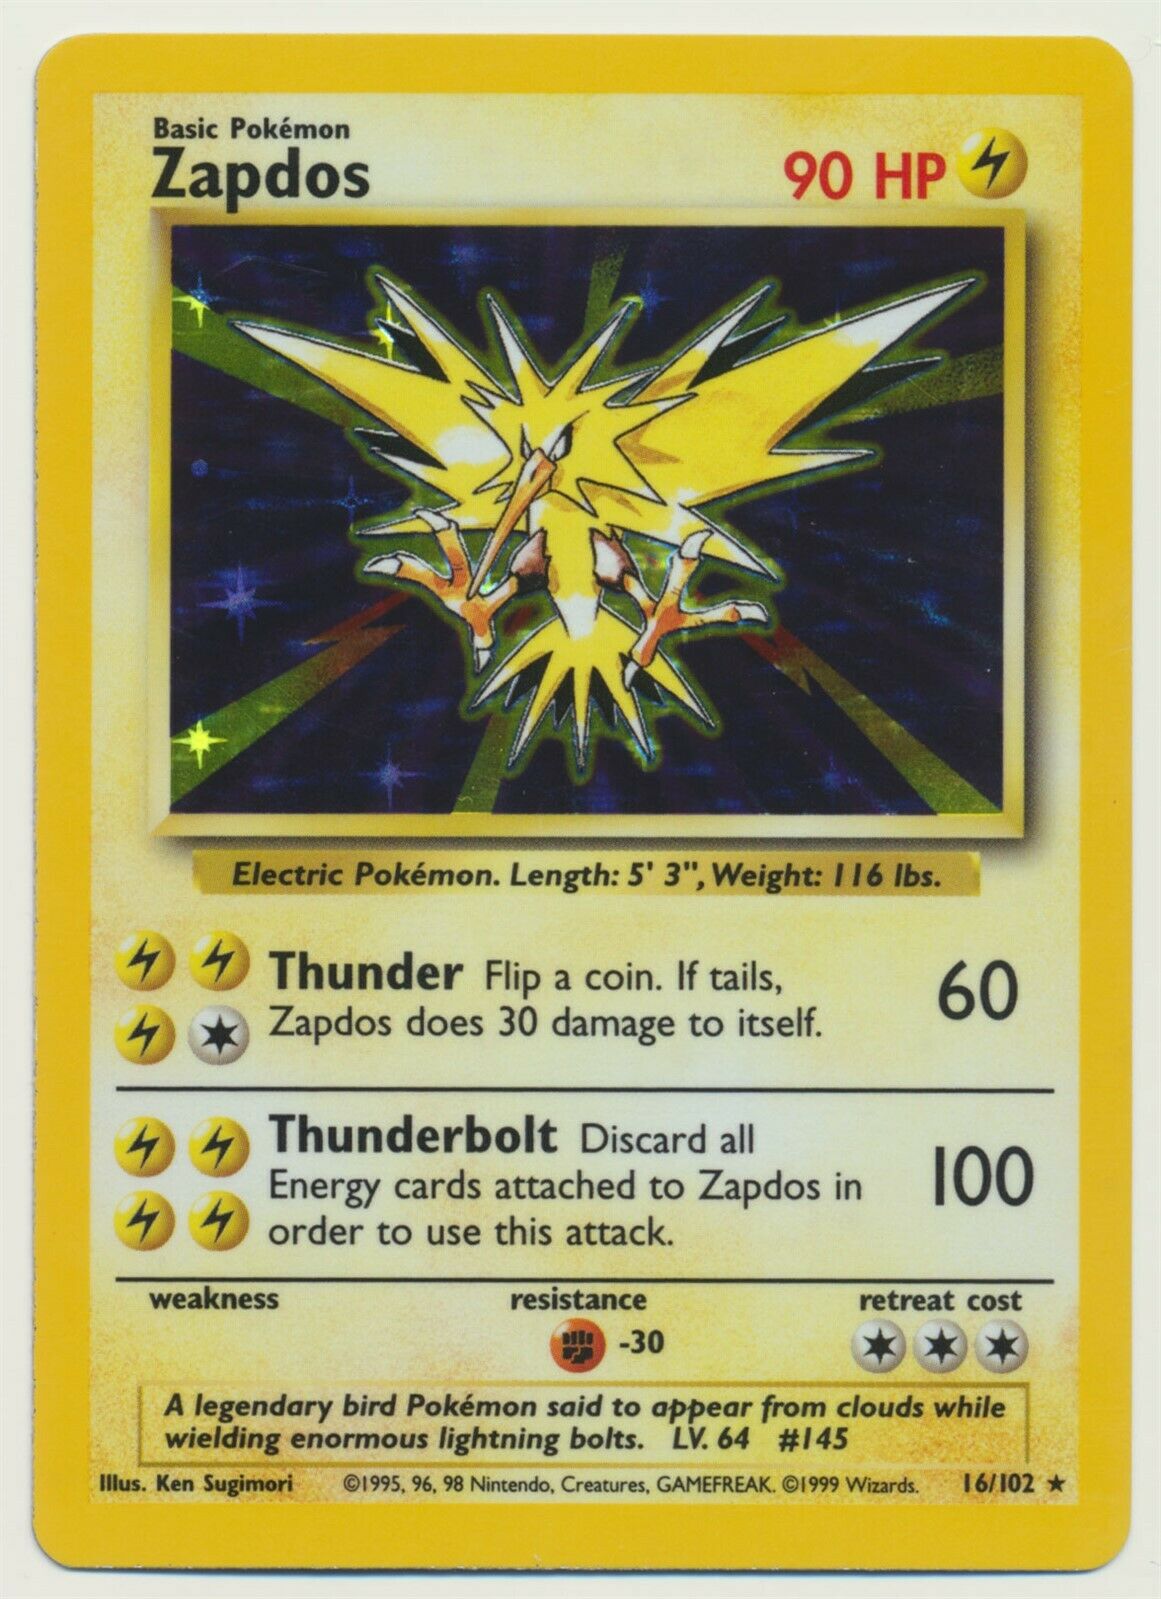 Basic Pokémon
Zapdos
90 HP
Electric Pokémon. Length: 5' 3", Weight: 116 lbs.
Thunder Flip a coin. If tails,
Zapdos does 30 damage to itself.
60
Thunderbolt Discard all
Energy cards attached to Zapdos in
order to use this attack.
100
weakness resistance retreat cost
-30
A legendary bird Pokémon said to appear from clouds while
wielding enormous lightning bolts. LV. 64 #145
Illus. Ken Sugimori ©1995, 96, 98 Nintendo, Creatures, GAMEFREAK. ©1999 Wizards. 16/102 ★